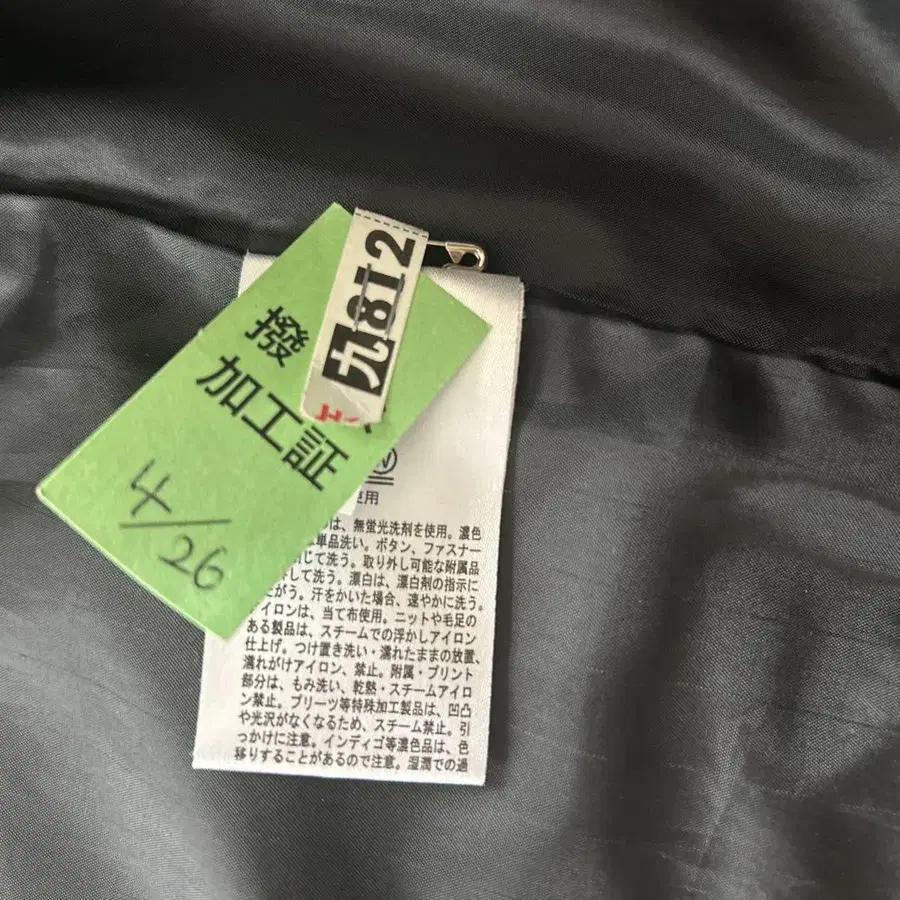 九812
撥
加工証
4/26
使用
は、無蛍光洗剤を使用。濃色
単品洗い。ボタン、ファスナー
じて洗う。取り外し可能な附属品
して洗う。漂白は、漂白剤の指示に
がう。汗をかいた場合、速やかに洗う。
アイロンは、当て布使用。ニットや毛足の
ある製品は、スチームでの浮かしアイロン
仕上げ。つけ置き洗い・濡れたままの放置、
濡れがけアイロン、禁止。附属・プリント
部分は、もみ洗い、乾熱・スチームアイロ
ン禁止。プリーツ等特殊加工製品は、凹凸
や光沢がなくなるため、スチーム禁止。引
っかけに注意。インディゴ等濃色品は、色
移りすることがあるので注意。湿潤での過